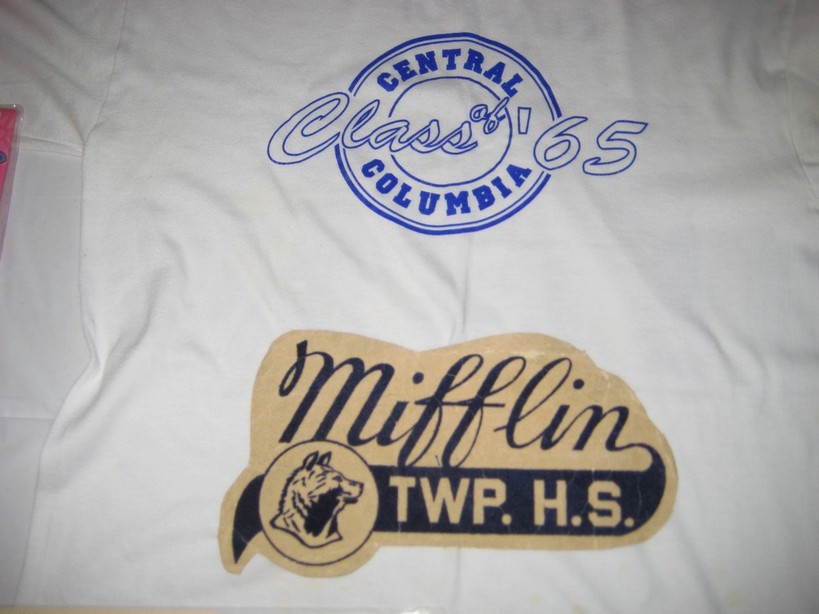 CENTRAL
Class of '65
COLUMBIA
Mifflin
TWP. H.S.